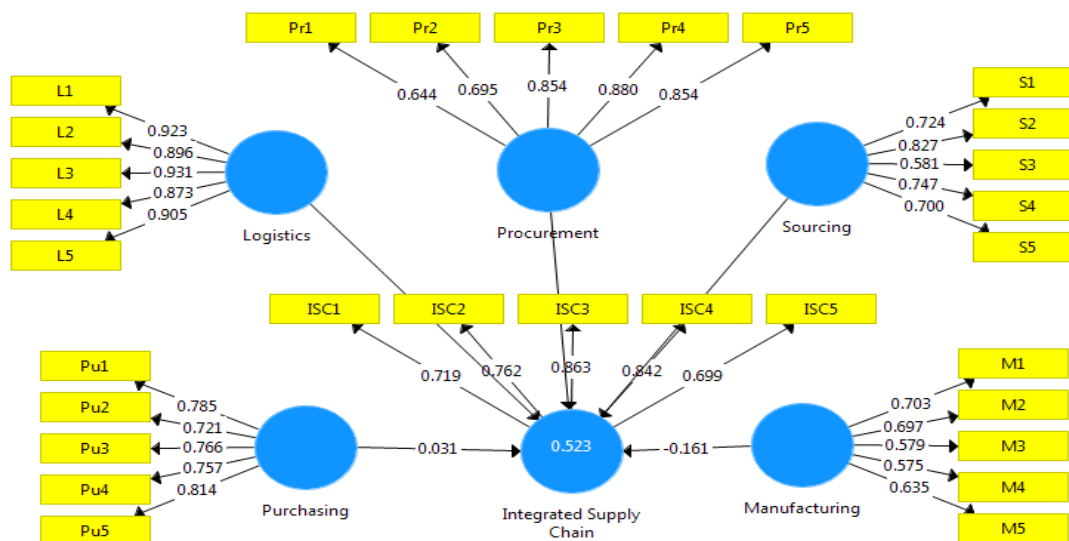 Pr1 Pr2 Pr3 Pr4 Pr5
0.644 0.695 0.854 0.880 0.854
L1
L2
L3
L4
L5
0.923
0.896
0.931
0.873
0.905
Logistics
Procurement
Sourcing
0.724
0.827
0.581
0.747
0.700
S1
S2
S3
S4
S5
ISC1 ISC2 ISC3 ISC4 ISC5
0.719 0.762 0.863 0.842 0.699
Pu1
Pu2
Pu3
Pu4
Pu5
0.785
0.721
0.766
0.757
0.814
Purchasing
0.031
0.523
-0.161
Integrated Supply
Chain
Manufacturing
0.703
0.697
0.579
0.575
0.635
M1
M2
M3
M4
M5